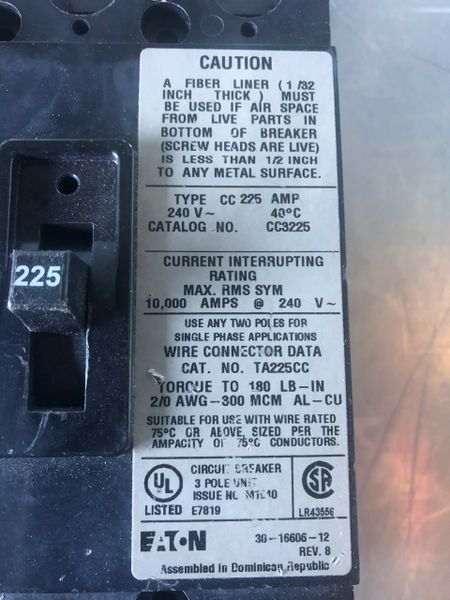 CAUTION
A FIBER LINER (1/32
INCH THICK) MUST
BE USED IF AIR SPACE
FROM LIVE PARTS IN
BOTTOM OF BREAKER
(SCREW HEADS ARE LIVE)
IS LESS THAN 1/2 INCH
TO ANY METAL SURFACE.
TYPE CC 225 AMP
240 V~ 40°C
CATALOG NO. CC3225
225
CURRENT INTERRUPTING
RATING
MAX. RMS SYM
10,000 AMPS @ 240 V~
USE ANY TWO POLES FOR
SINGLE PHASE APPLICATIONS
WIRE CONNECTOR DATA
CAT. NO. TA225CC
TORQUE TO 180 LB-IN
2/0 AWG--300 MCM AL-CU
SUITABLE FOR USE WITH WIRE RATED
75°C OR ABOVE, SIZED PER THE
AMPACITY OF 75°C CONDUCTORS.
UL
LISTED
CIRCUIT BREAKER
3 POLE UNIT
ISSUE NO
E7819
SA
LR43556
EATON
30-16606-12
REV. 8
Assembled in Dominican Republic